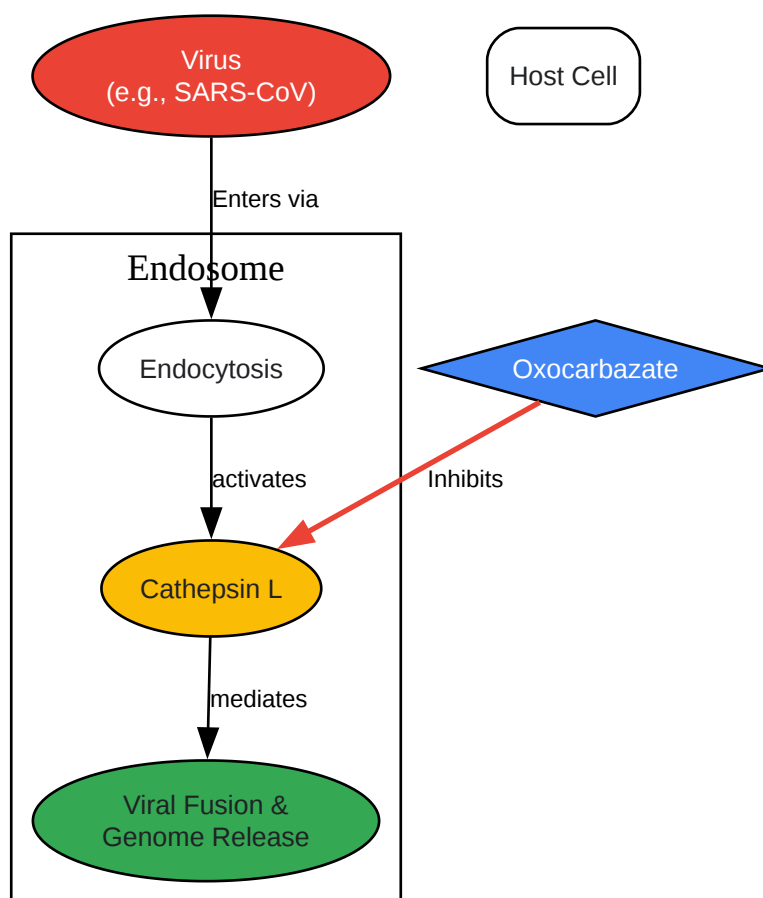 Virus
(e.g., SARS-CoV)
Host Cell
Enters via
Endosome
Endocytosis
Oxocarbazate
activates
Inhibits
Cathepsin L
mediates
Viral Fusion &
Genome Release